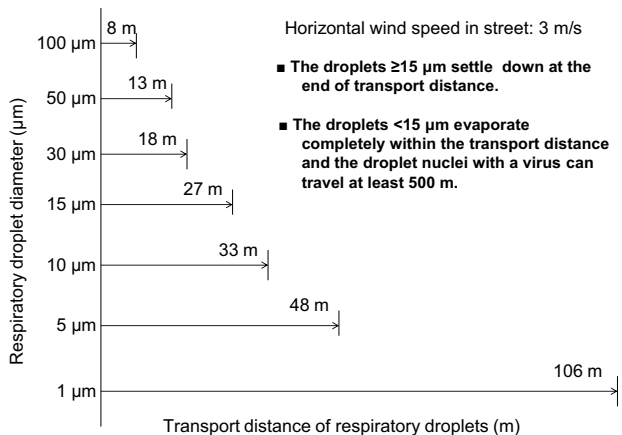 8 m
Horizontal wind speed in street: 3 m/s
100 µm
■ The droplets ≥15 µm settle down at the
end of transport distance.
13 m
50 µm
■ The droplets <15 µm evaporate
completely within the transport distance
and the droplet nuclei with a virus can
travel at least 500 m.
18 m
30 µm
27 m
15 µm
33 m
10 µm
48 m
5 µm
106 m
1 µm
Respiratory droplet diameter (µm)
Transport distance of respiratory droplets (m)